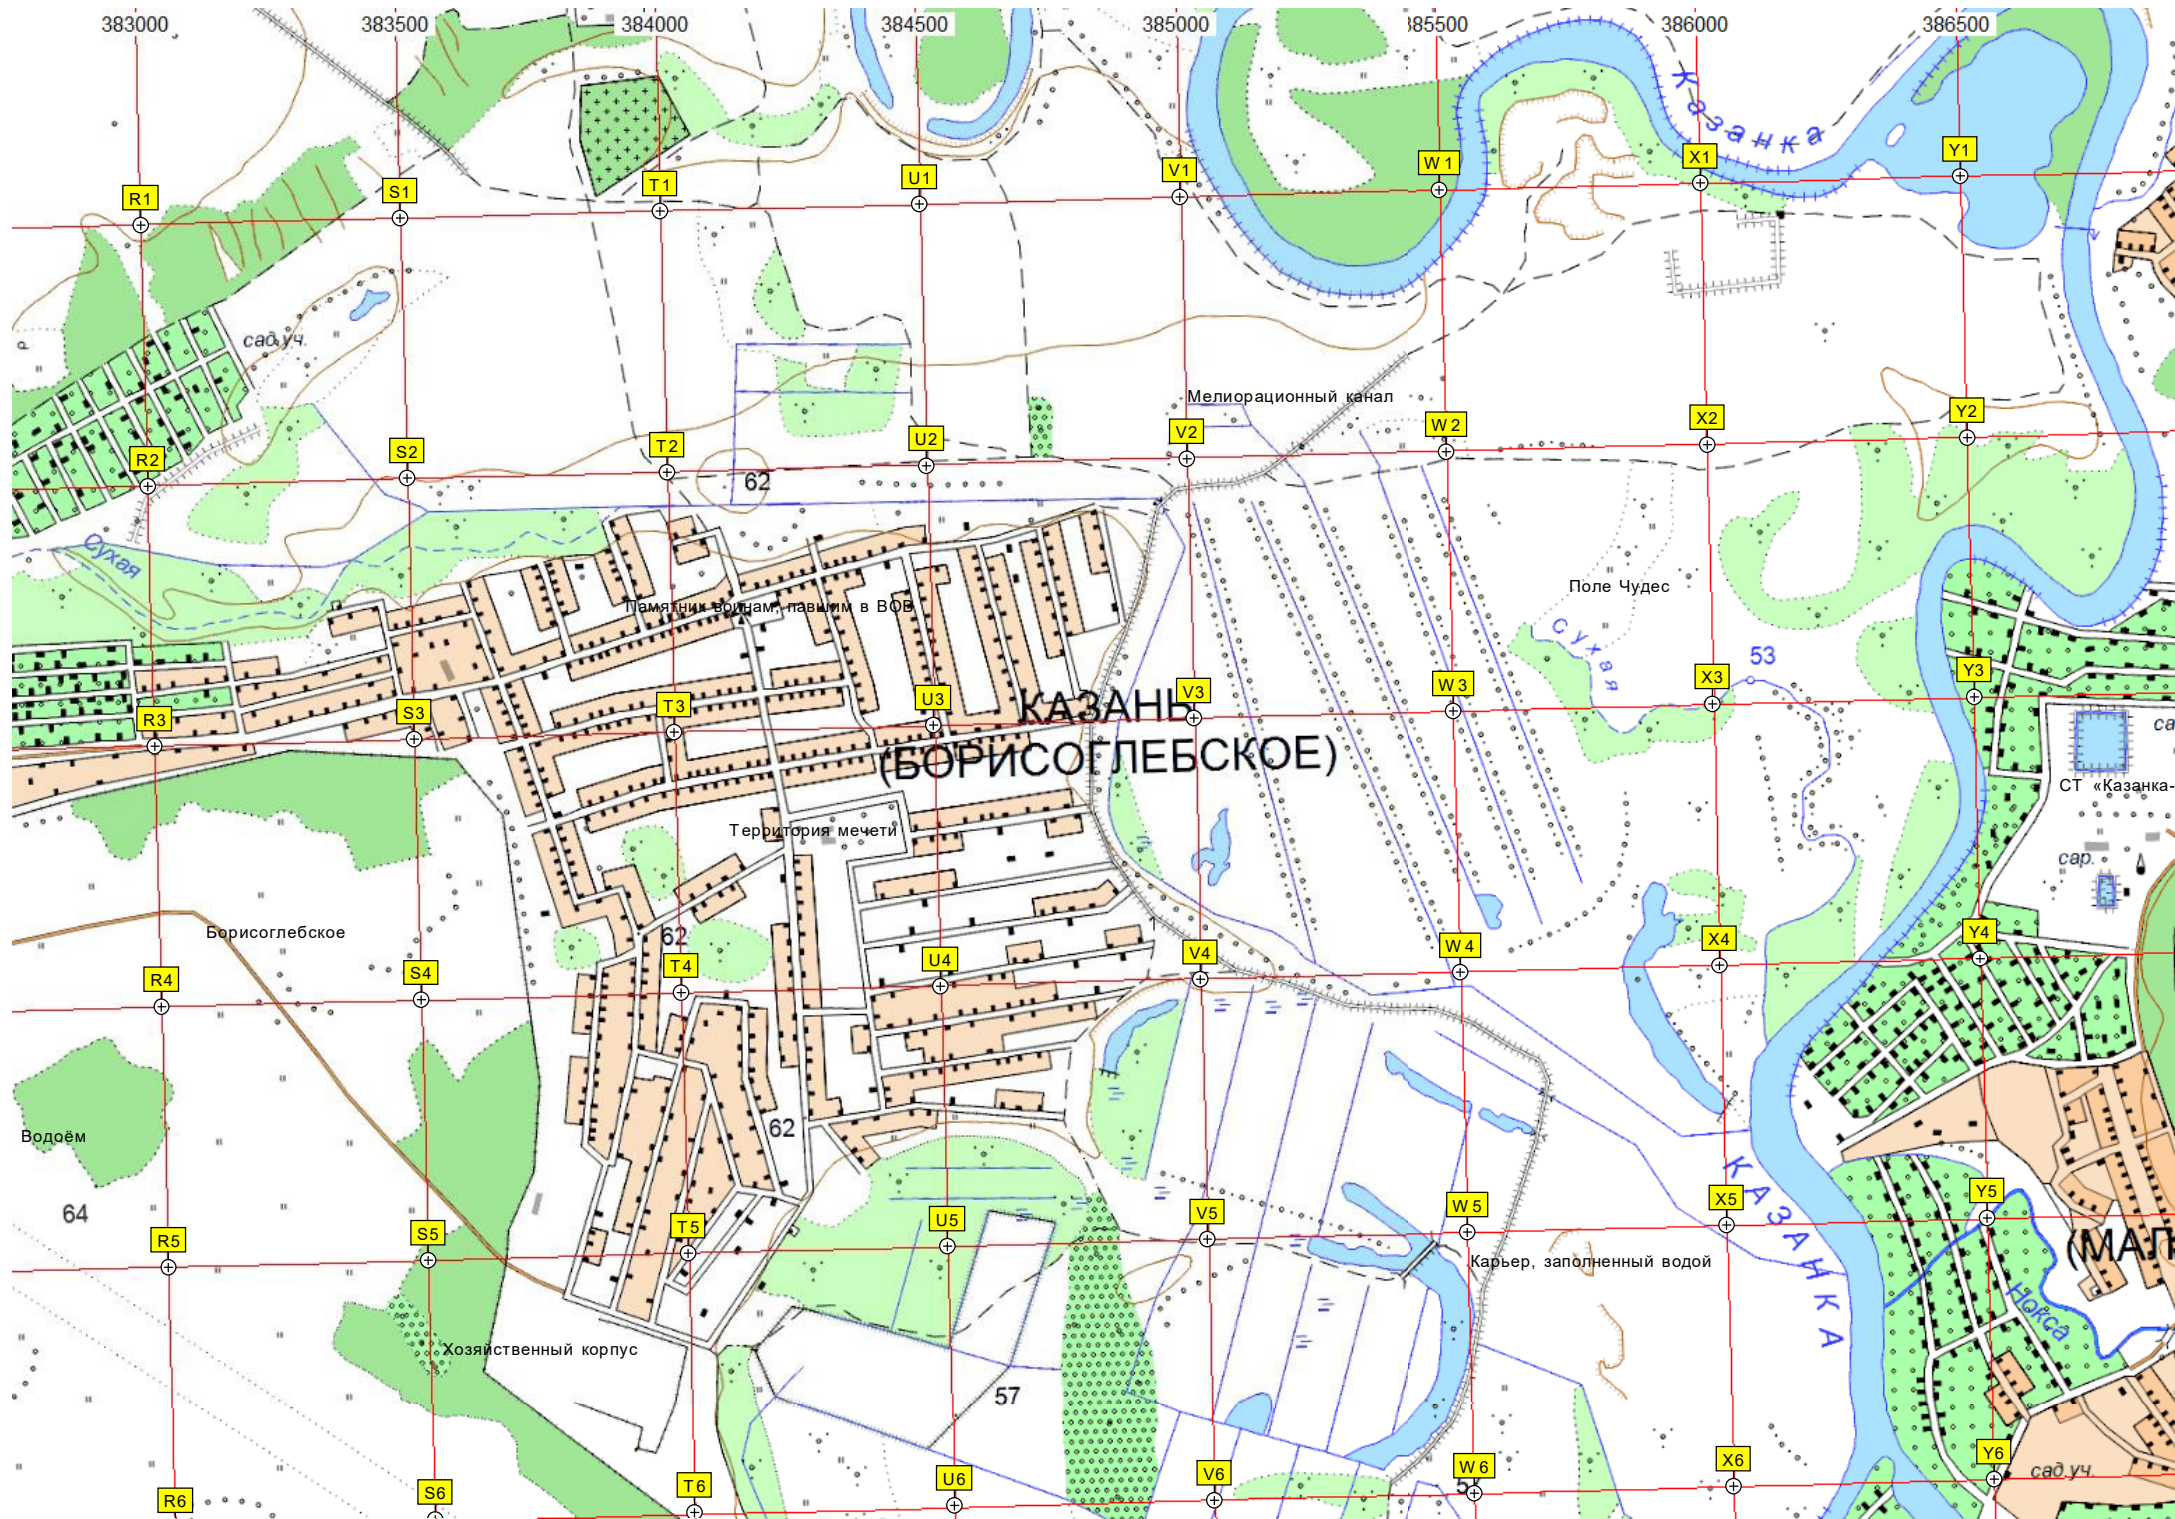 383000 383500 384000 384500 385000 385500 386000 386500
Казанка
R1 S1 T1 U1 V1 W1 X1 Y1
сад.уч.
Мелиорационный канал
R2 S2 T2 U2 V2 W2 X2 Y2
62
Сухая
Поле Чудес
Памятник воинам, павшим в ВОВ
Сухая
53
R3 S3 T3 U3 V3 W3 X3 Y3
КАЗАНЬ
(БОРИСОГЛЕБСКОЕ)
са
СТ «Казанка-
Территория мечети
сар.
Борисоглебское
62
R4 S4 T4 U4 V4 W4 X4 Y4
Водоём
62
КАЗАНКА
64
R5 S5 T5 U5 V5 W5 X5 Y5
(МАЛ
Карьер, заполненный водой
Нокса
Хозяйственный корпус
57
R6 S6 T6 U6 V6 W6 X6 Y6
сад.уч.